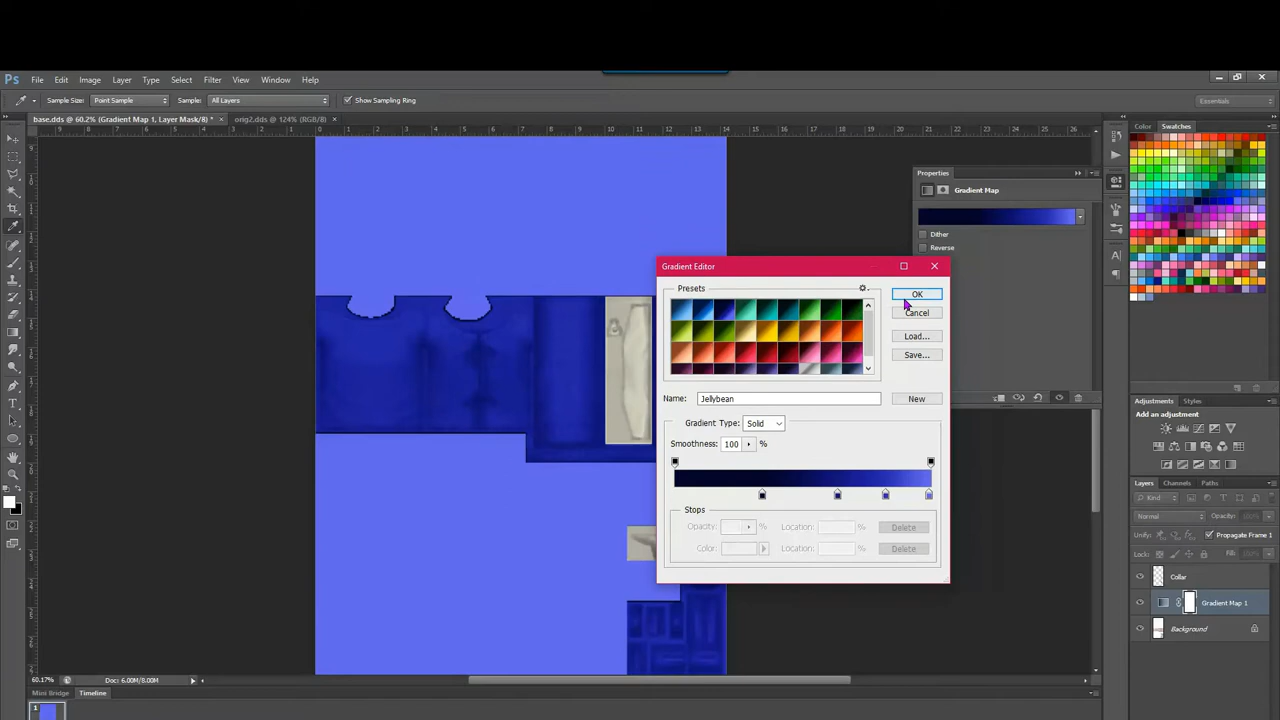 Ps File Edit Image Layer Type Select Filter View Window Help
Sample Size: Point Sample Sample: All Layers Show Sampling Ring Essentials
base.dds @ 60.2% (Gradient Map 1, Layer Mask/8) * × orig2.dds @ 124% (RGB/8) ×
Color Swatches
Properties
Gradient Map
Dither
Reverse
Gradient Editor
Presets
OK
Cancel
Load...
Save...
Name: Jellybean New
Gradient Type: Solid
Smoothness: 100 %
Stops
Opacity: % Location: Delete
Color: Location: Delete
Adjustments Styles
Add an adjustment
Layers Channels Paths
Kind
Normal Opacity: 100%
Unify: Propagate Frame 1
Lock: Fill:
Collar
Gradient Map 1
Background
60.17% Doc: 6.00M/8.00M
Mini Bridge Timeline
1